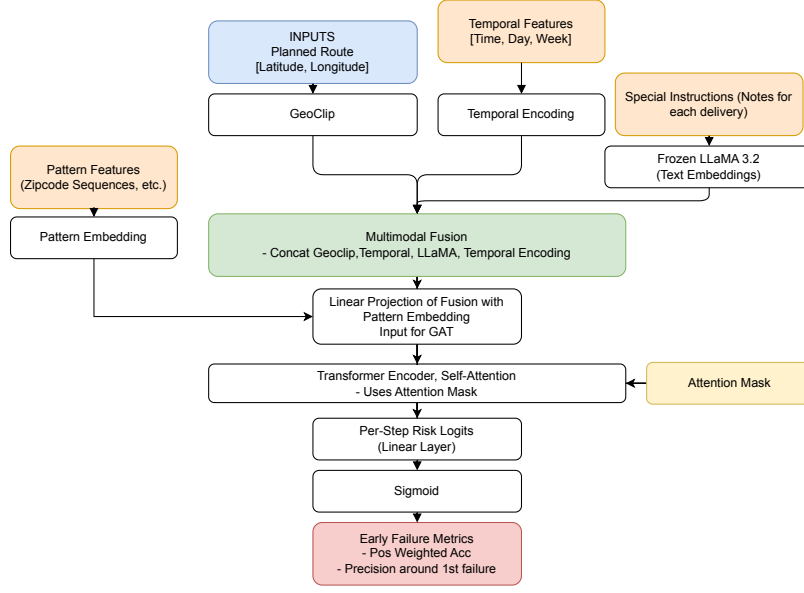 Temporal Features
[Time, Day, Week]
INPUTS
Planned Route
[Latitude, Longitude]
Special Instructions (Notes for
each delivery)
GeoClip
Temporal Encoding
Frozen LLaMA 3.2
(Text Embeddings)
Pattern Features
(Zipcode Sequences, etc.)
Pattern Embedding
Multimodal Fusion
- Concat Geoclip,Temporal, LLaMA, Temporal Encoding
Linear Projection of Fusion with
Pattern Embedding
Input for GAT
Transformer Encoder, Self-Attention
- Uses Attention Mask
Attention Mask
Per-Step Risk Logits
(Linear Layer)
Sigmoid
Early Failure Metrics
- Pos Weighted Acc
- Precision around 1st failure